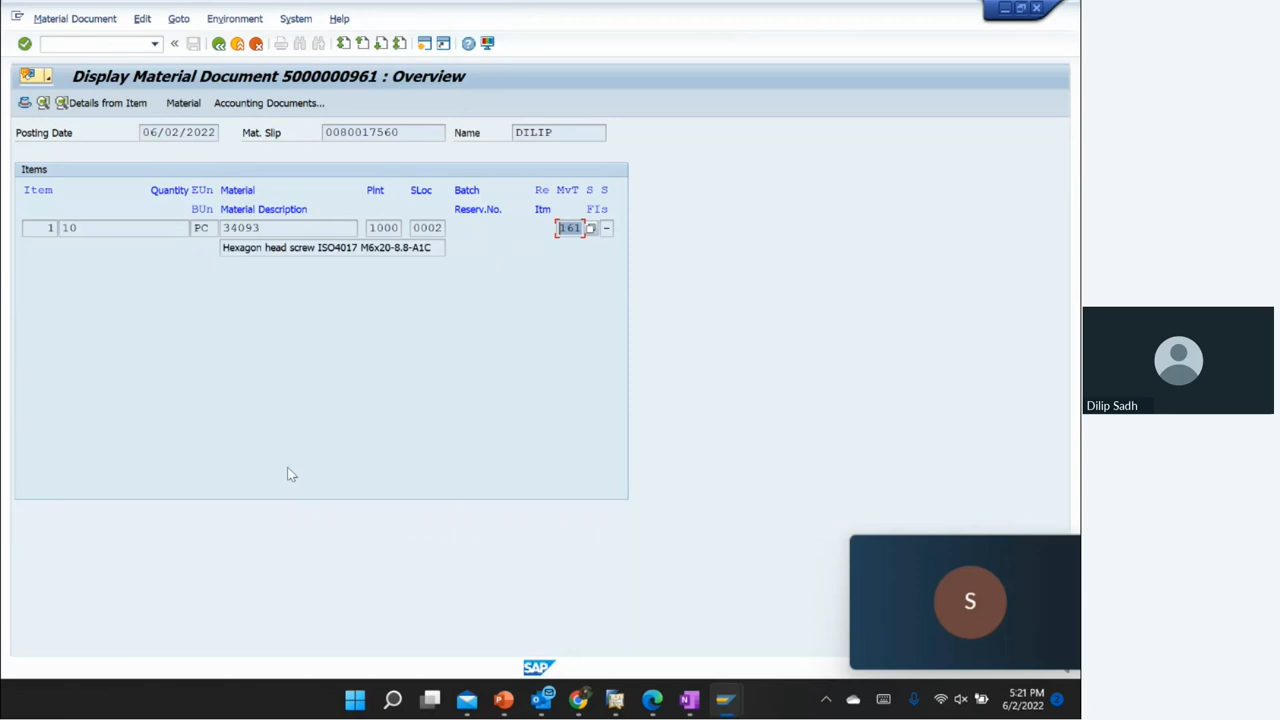 Material Document Edit Goto Environment System Help
Display Material Document 5000000961 : Overview
Details from Item Material Accounting Documents...
Posting Date 06/02/2022 Mat. Slip 0080017560 Name DILIP
Items
Item Quantity EUn Material Plnt SLoc Batch Re MvT S S
BUn Material Description Reserv.No. Itm FIs
1 10 PC 34093 1000 0002 161 -
Hexagon head screw ISO4017 M6x20-8.8-A1C
Dilip Sadh
S
SAP
5:21 PM
6/2/2022
2